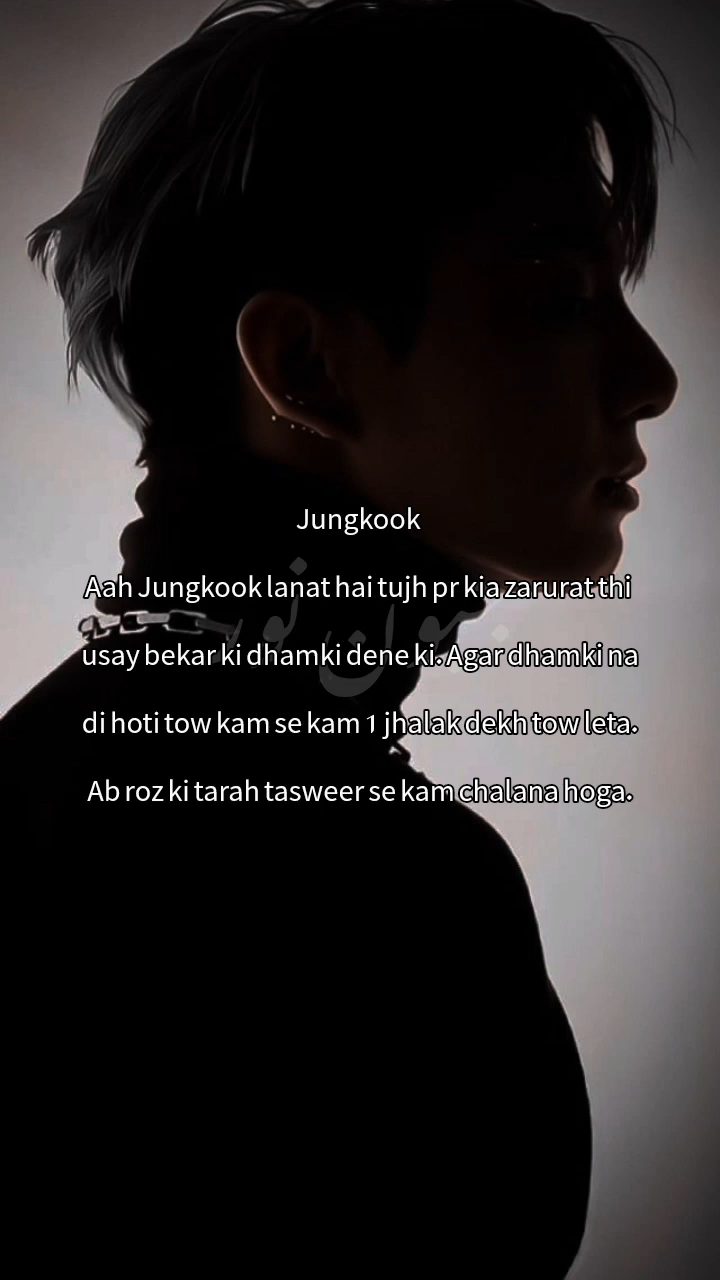 Jungkook
Aah Jungkook lanat hai tujh pr kia zarurat thi
usay bekar ki dhamki dene ki. Agar dhamki na
di hoti tow kam se kam 1 jhalak dekh tow leta.
Ab roz ki tarah tasweer se kam chalana hoga.